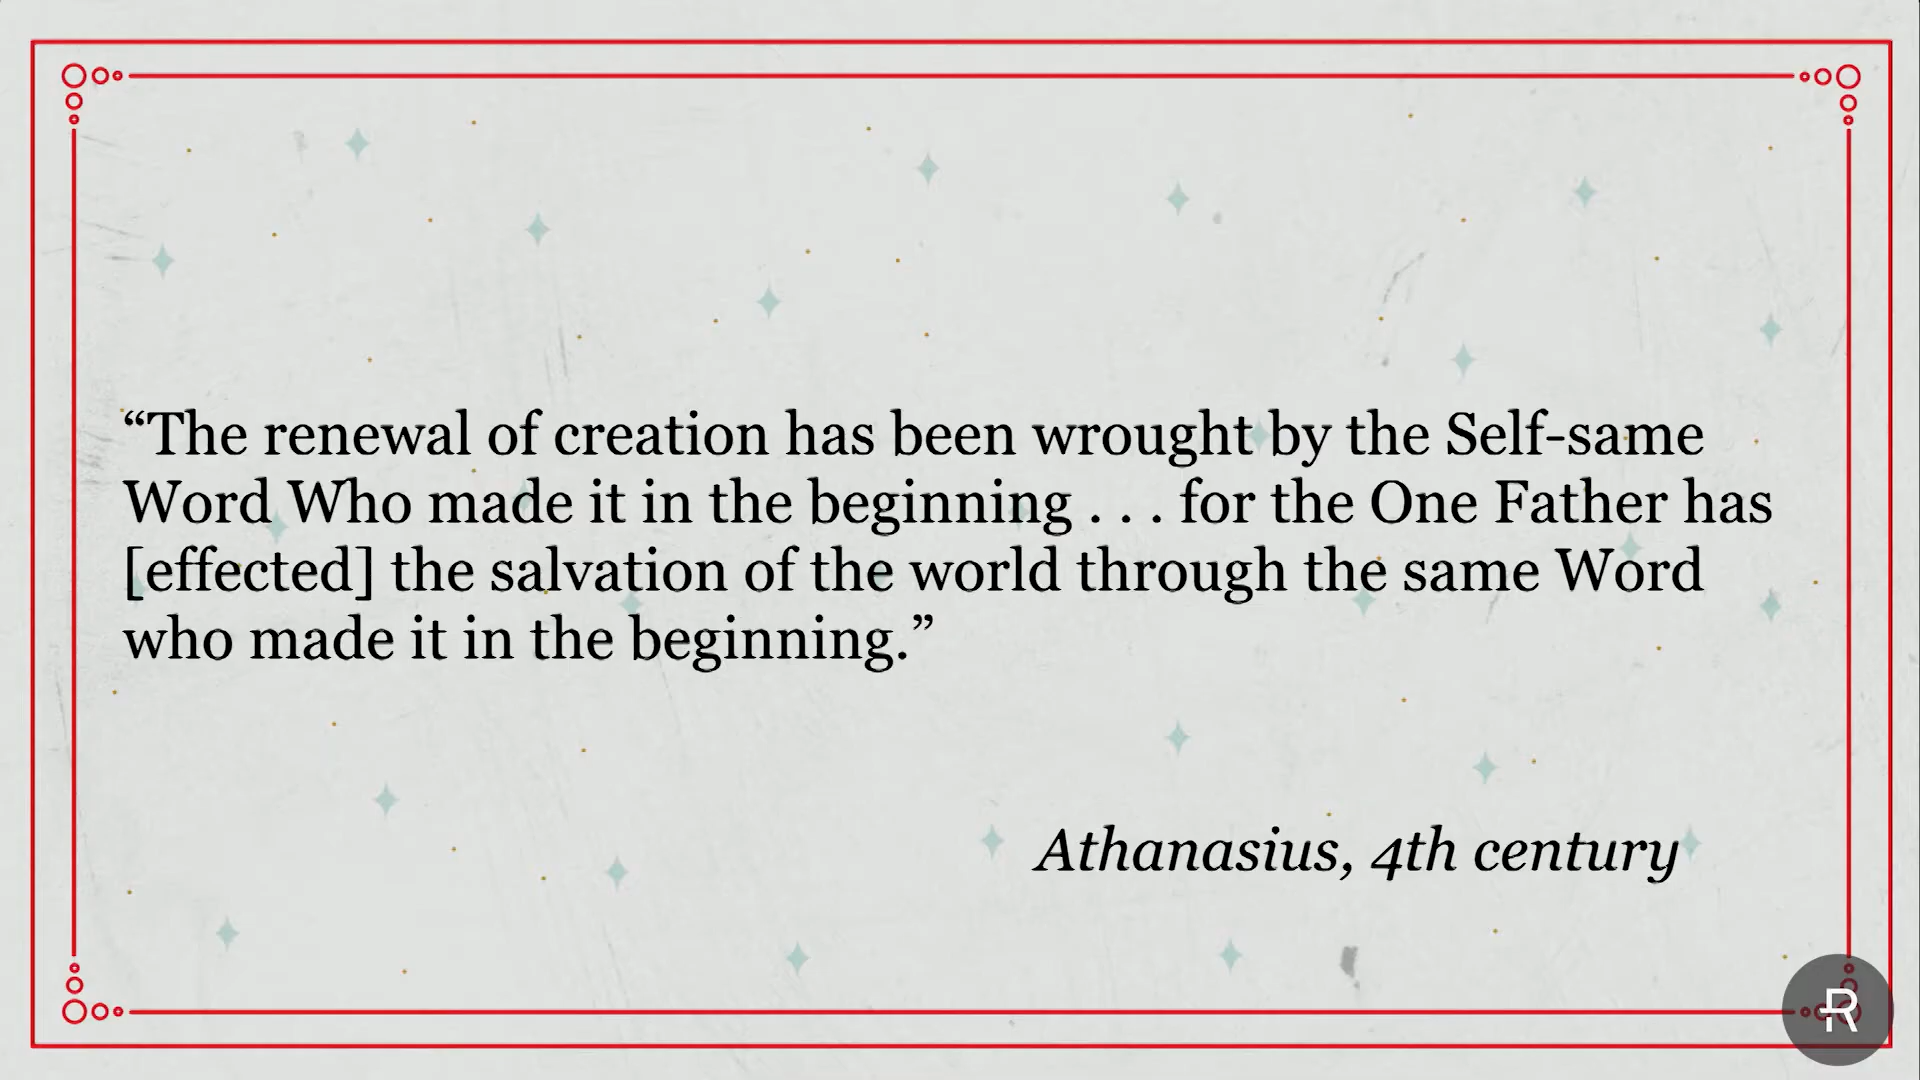 “The renewal of creation has been wrought by the Self-same
Word Who made it in the beginning . . . for the One Father has
[effected] the salvation of the world through the same Word
who made it in the beginning.”
Athanasius, 4th century
R